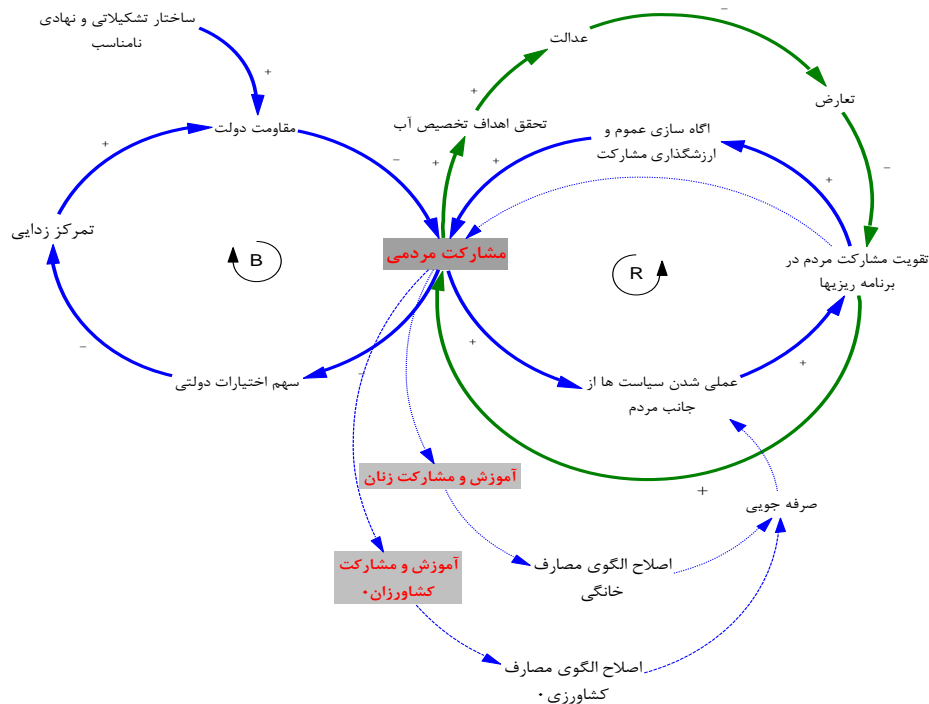 ساختار تشکیلاتی و نهادی
نامناسب
عدالت
تعارض
مقاومت دولت
تحقق اهداف تخصیص آب
اگاه سازی عموم و
ارزشگذاری مشارکت
تمرکز زدایی
B
مشارکت مردمی
R
تقویت مشارکت مردم در
برنامه ریزیها
سهم اختیارات دولتی
عملی شدن سیاست ها از
جانب مردم
آموزش و مشارکت زنان
صرفه جویی
آموزش و مشارکت
کشاورزان۰
اصلاح الگوی مصارف
خانگی
اصلاح الگوی مصارف
کشاورزی۰
+
+
-
-
-
+
+
-
-
+
+
+
+
+